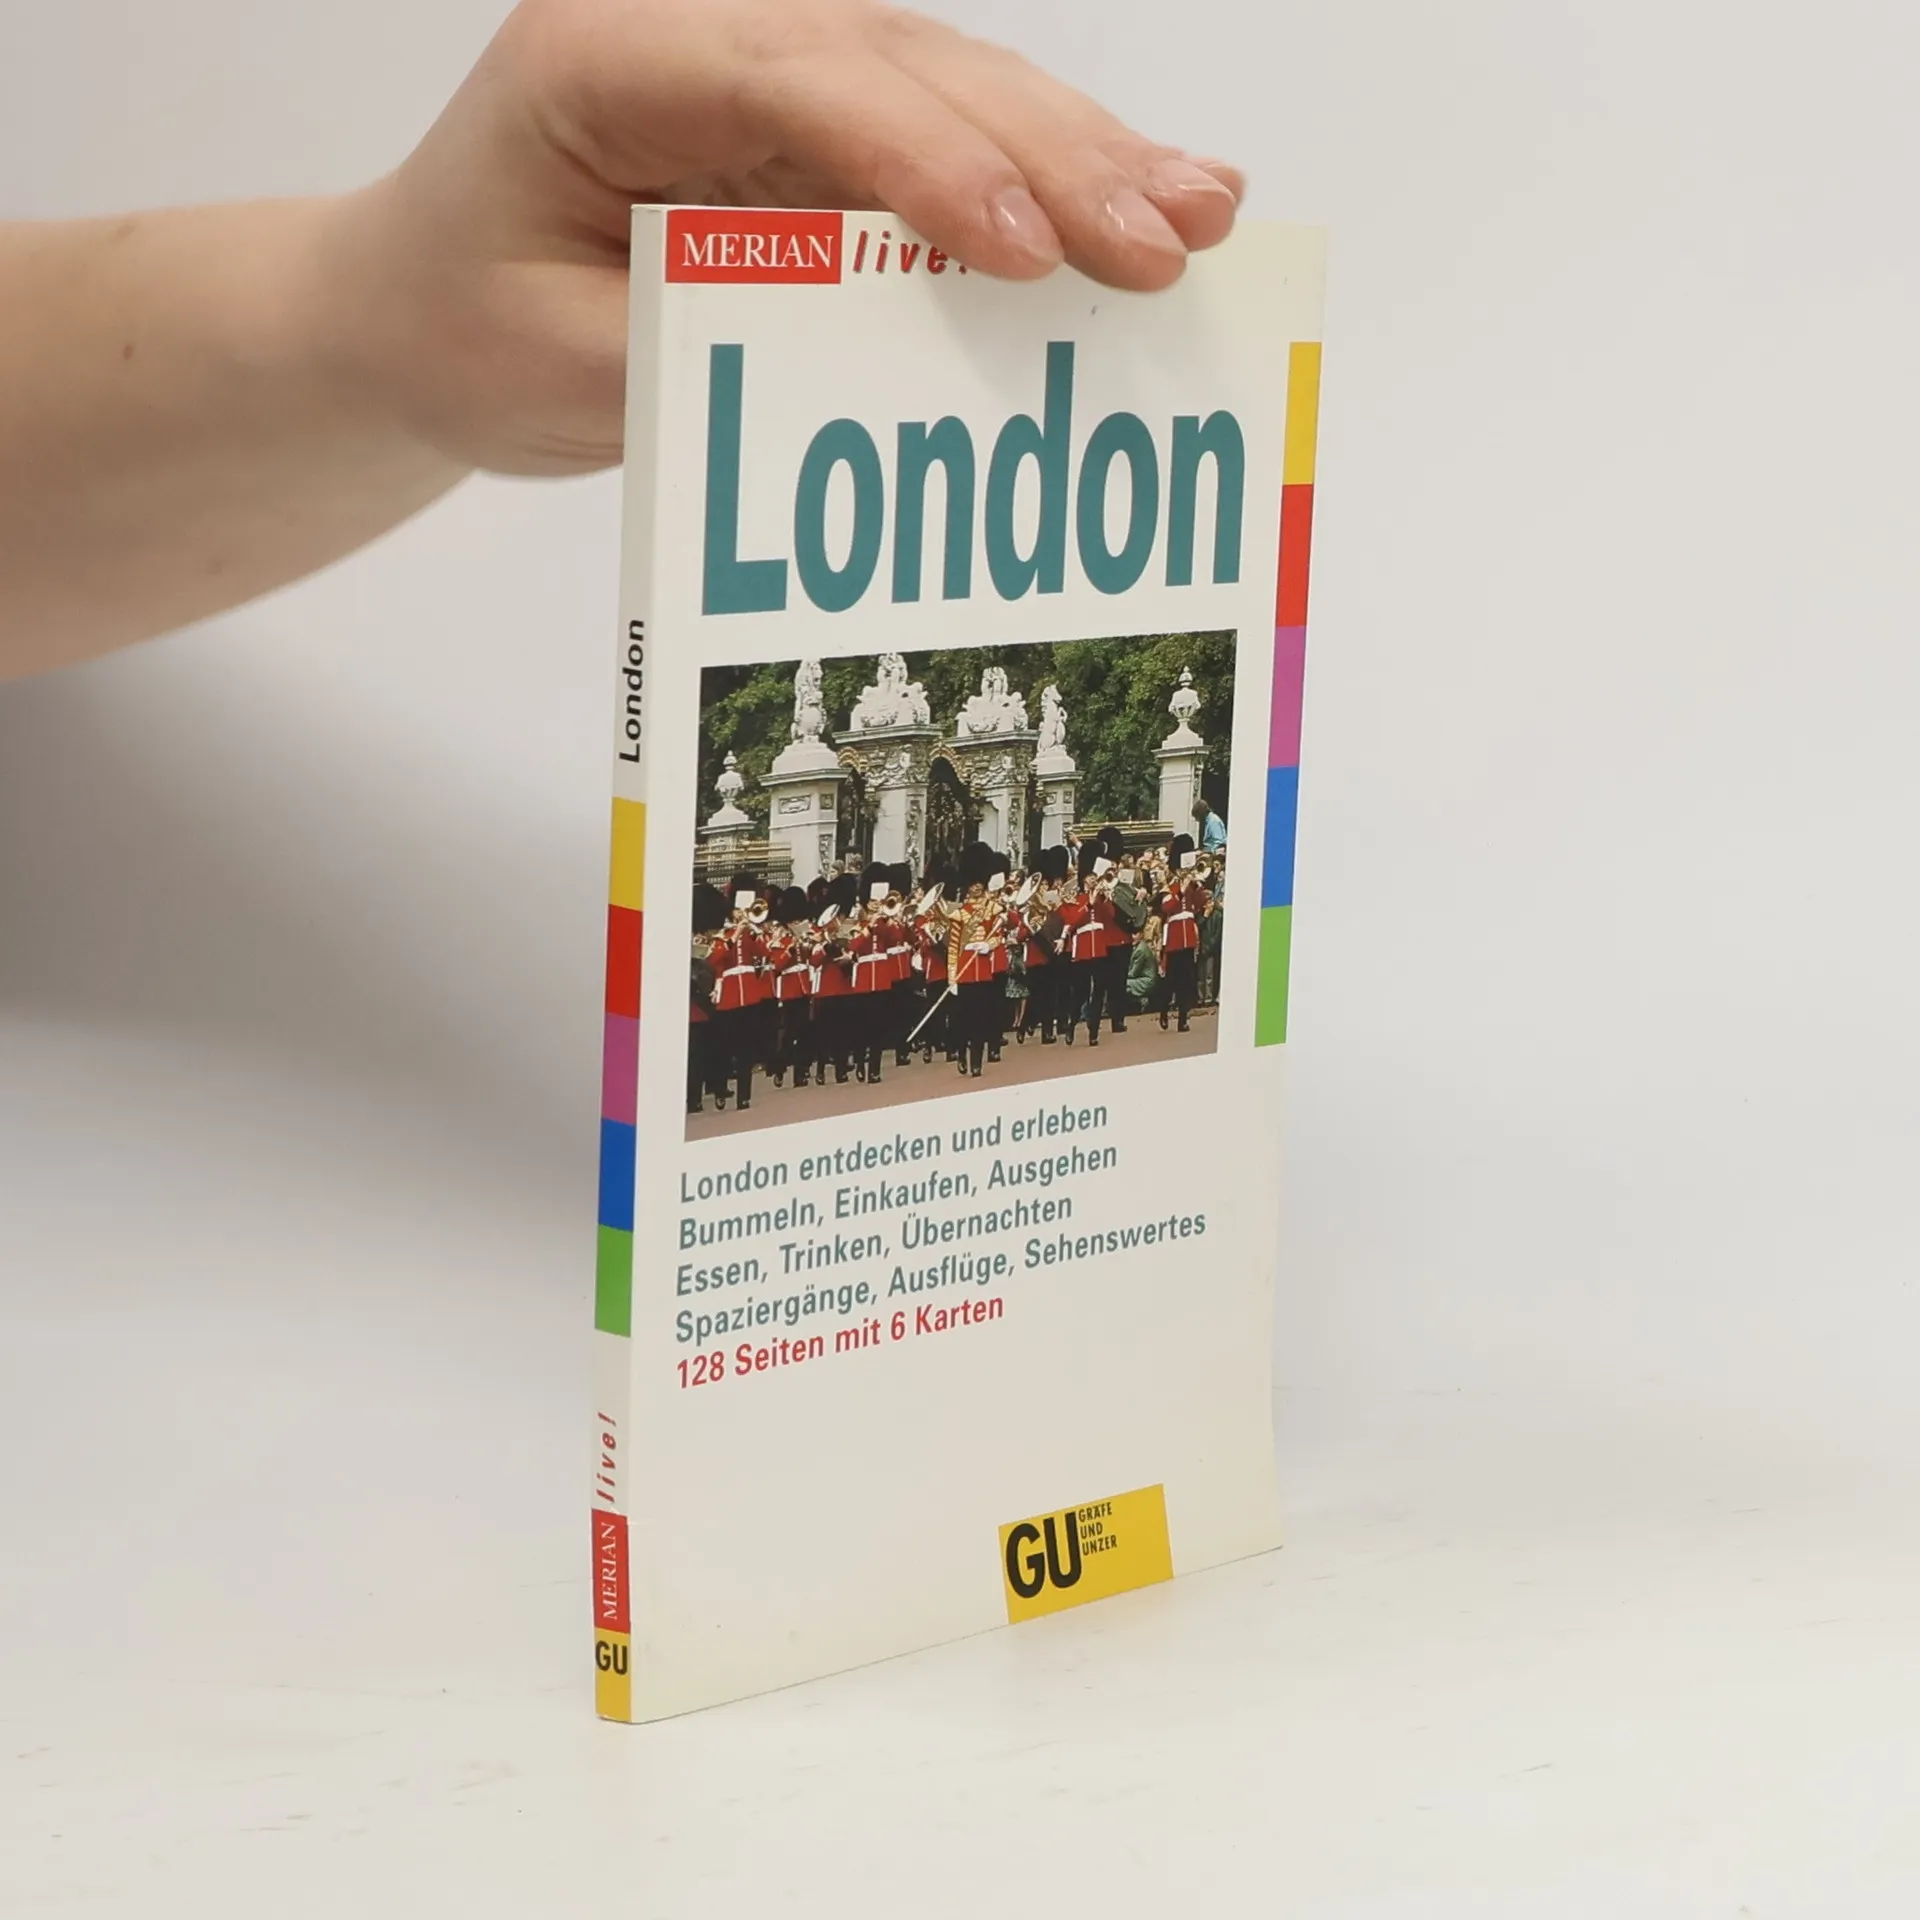 MERIAN live!
London
London entdecken und erleben
Bummeln, Einkaufen, Ausgehen
Essen, Trinken, Übernachten
Spaziergänge, Ausflüge, Sehenswertes
128 Seiten mit 6 Karten
GU GRÄFE
UND
UNZER
London
MERIAN live!
GU